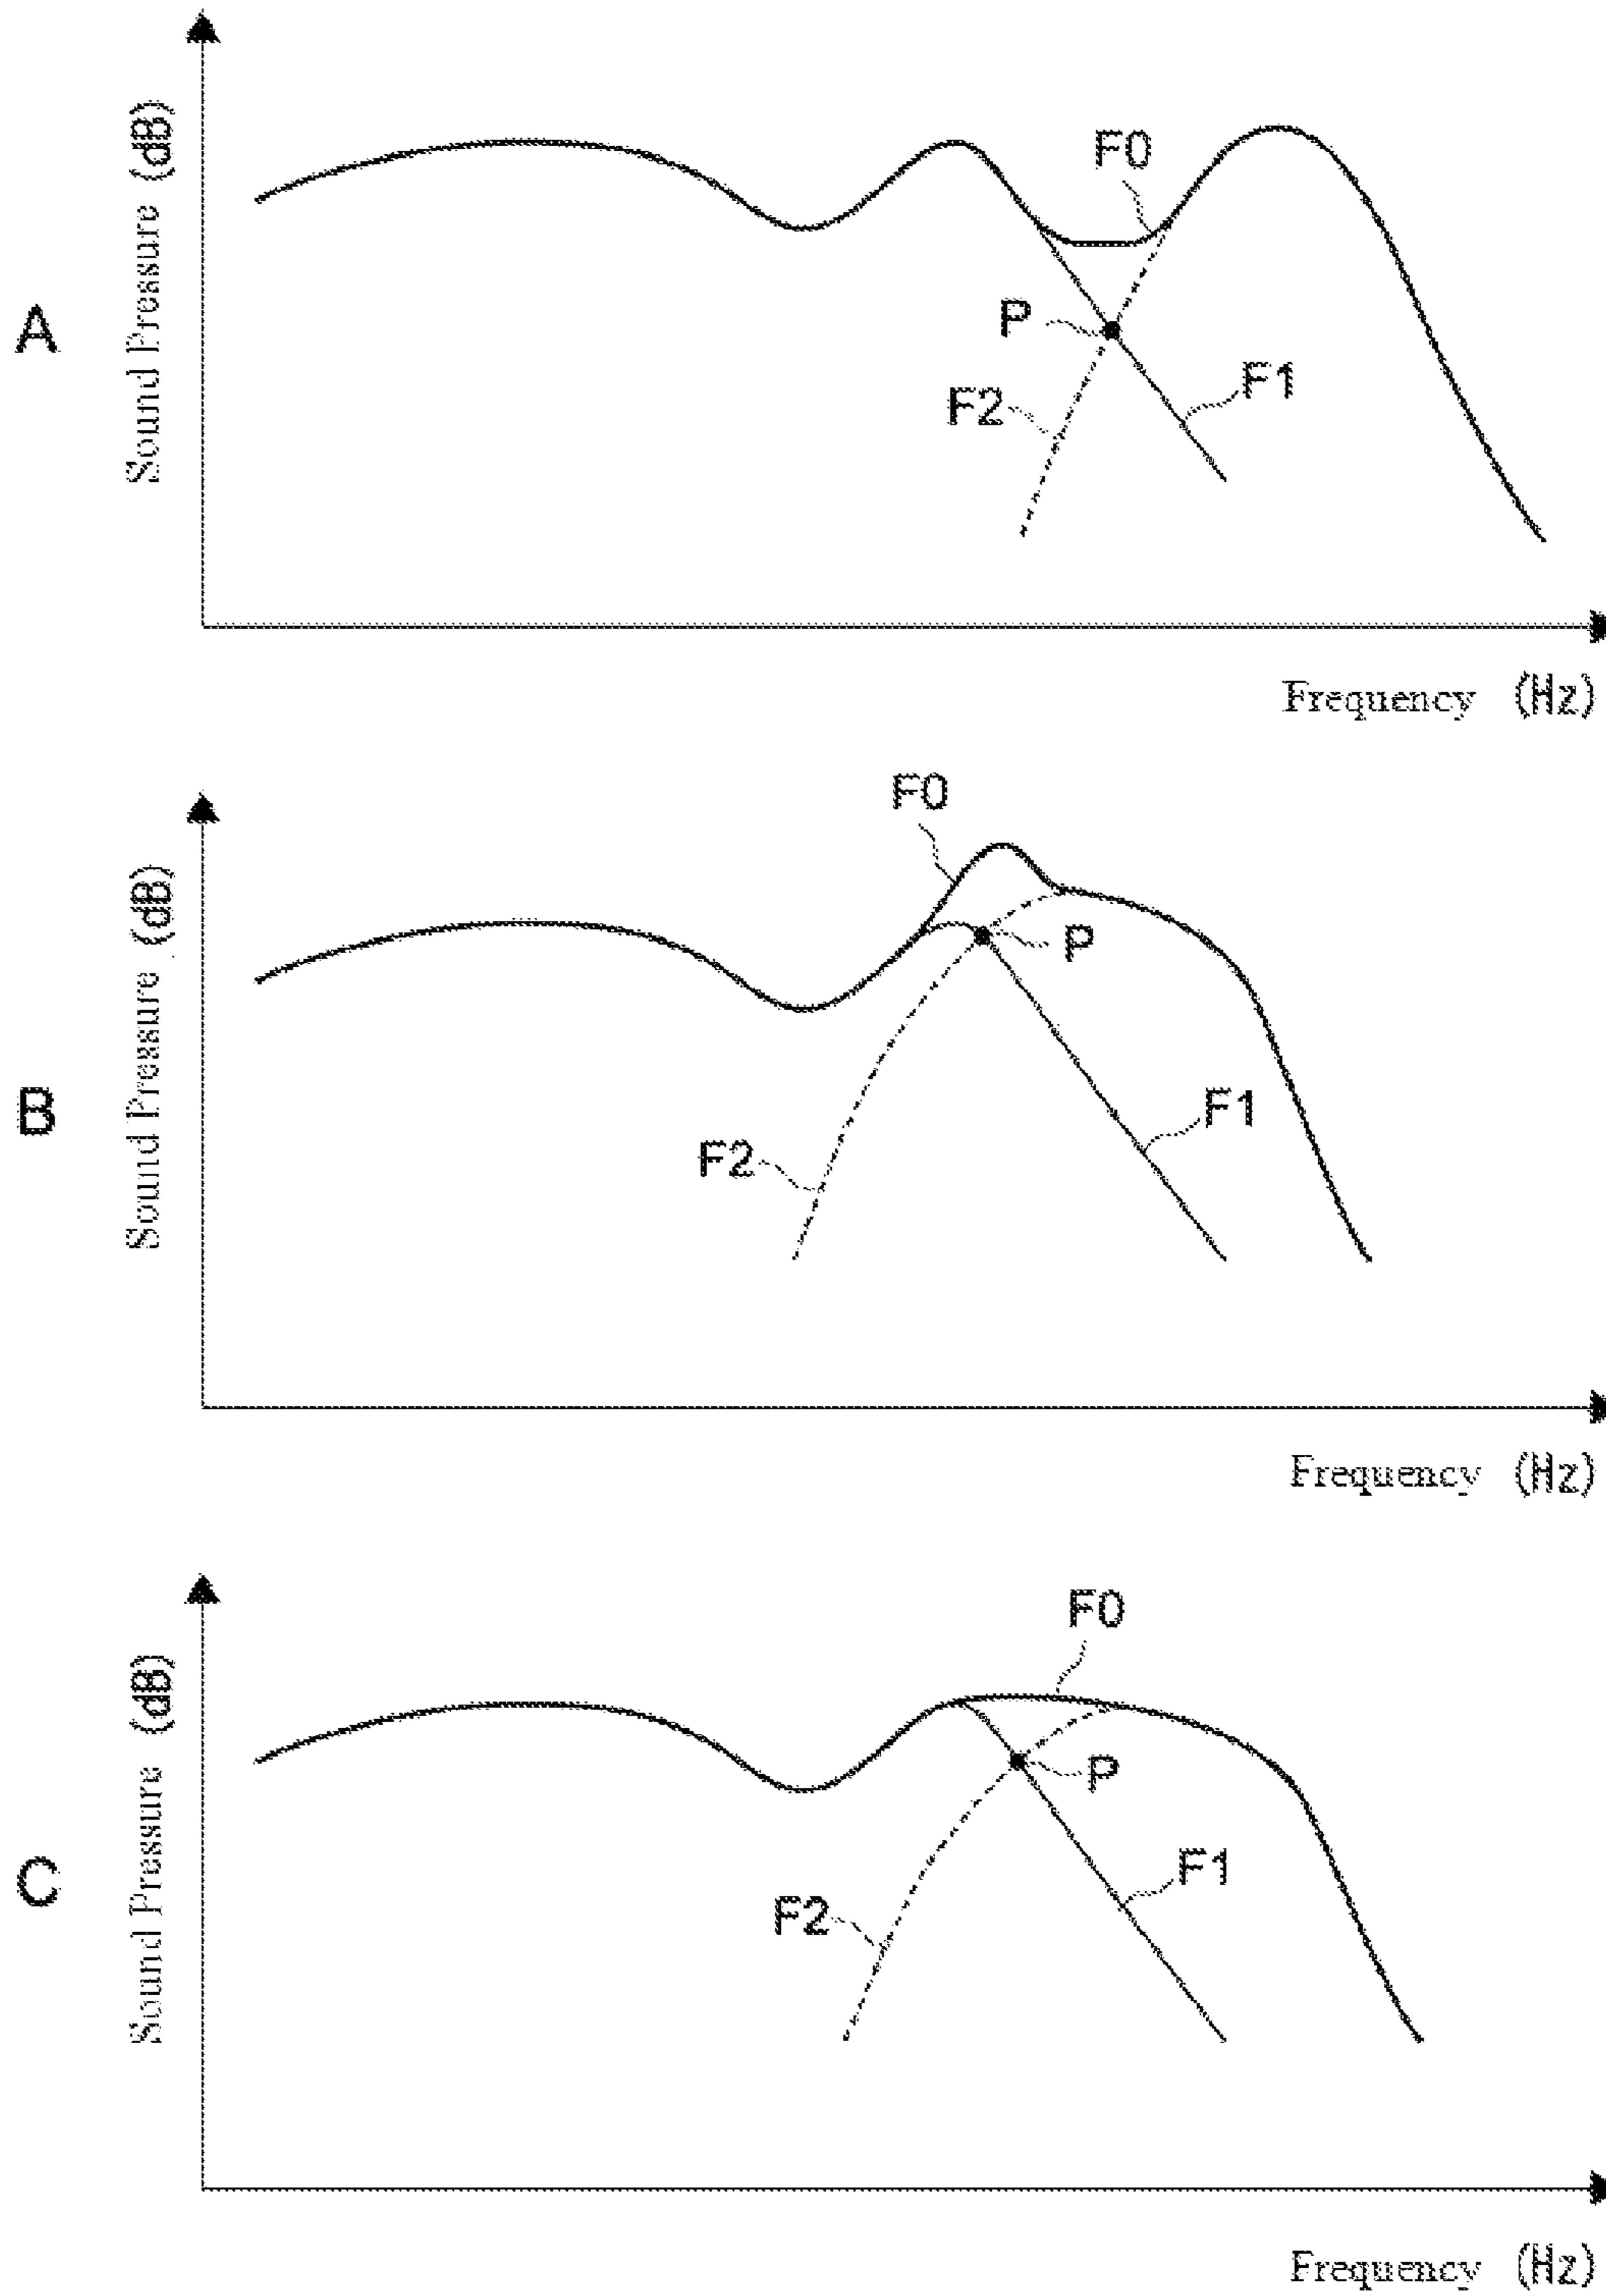 Sound Pressure (dB)
A
F0
P
F2
F1
Frequency (Hz)
Sound Pressure (dB)
B
F0
P
F1
F2
Frequency (Hz)
Sound Pressure (dB)
C
F0
P
F1
F2
Frequency (Hz)